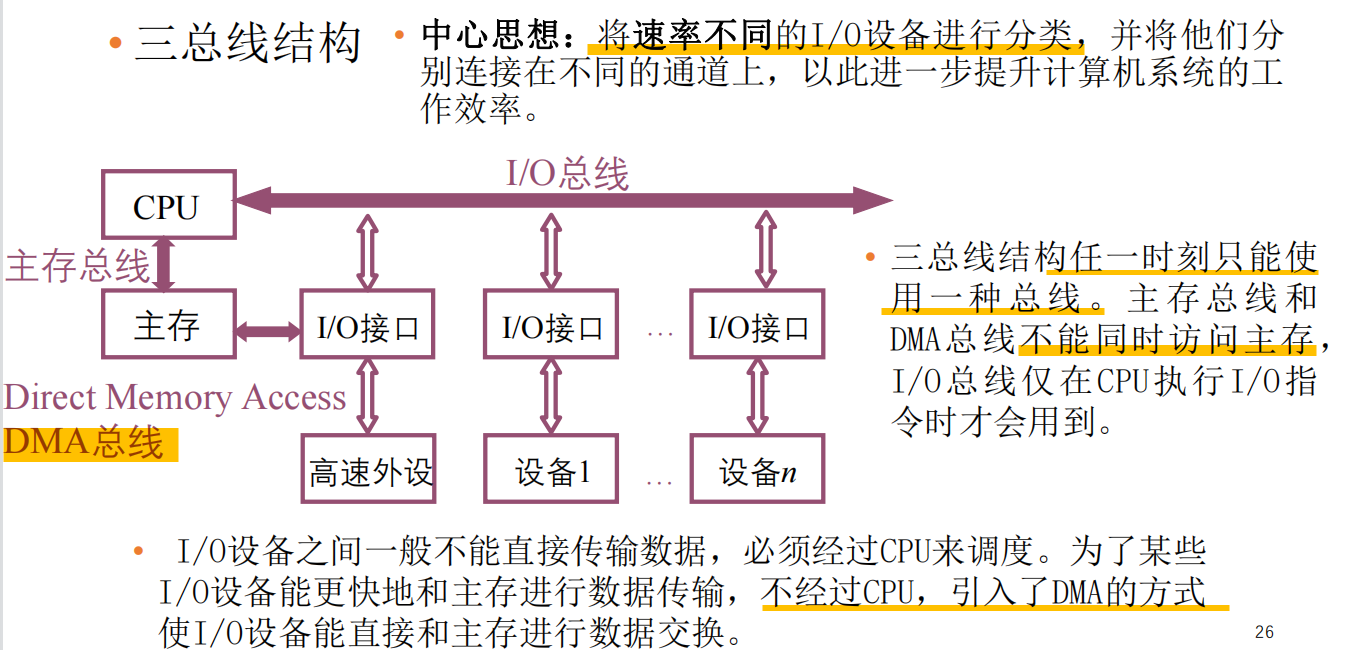 • 三总线结构
• 中心思想：将速率不同的I/O设备进行分类，并将他们分
别连接在不同的通道上，以此进一步提升计算机系统的工
作效率。
I/O总线
CPU
主存总线
主存
I/O接口
I/O接口
…
I/O接口
Direct Memory Access
DMA总线
高速外设
设备1
…
设备n
• 三总线结构任一时刻只能使
用一种总线。主存总线和
DMA总线不能同时访问主存，
I/O总线仅在CPU执行I/O指
令时才会用到。
• I/O设备之间一般不能直接传输数据，必须经过CPU来调度。为了某些
I/O设备能更快地和主存进行数据传输，不经过CPU，引入了DMA的方式
使I/O设备能直接和主存进行数据交换。
26